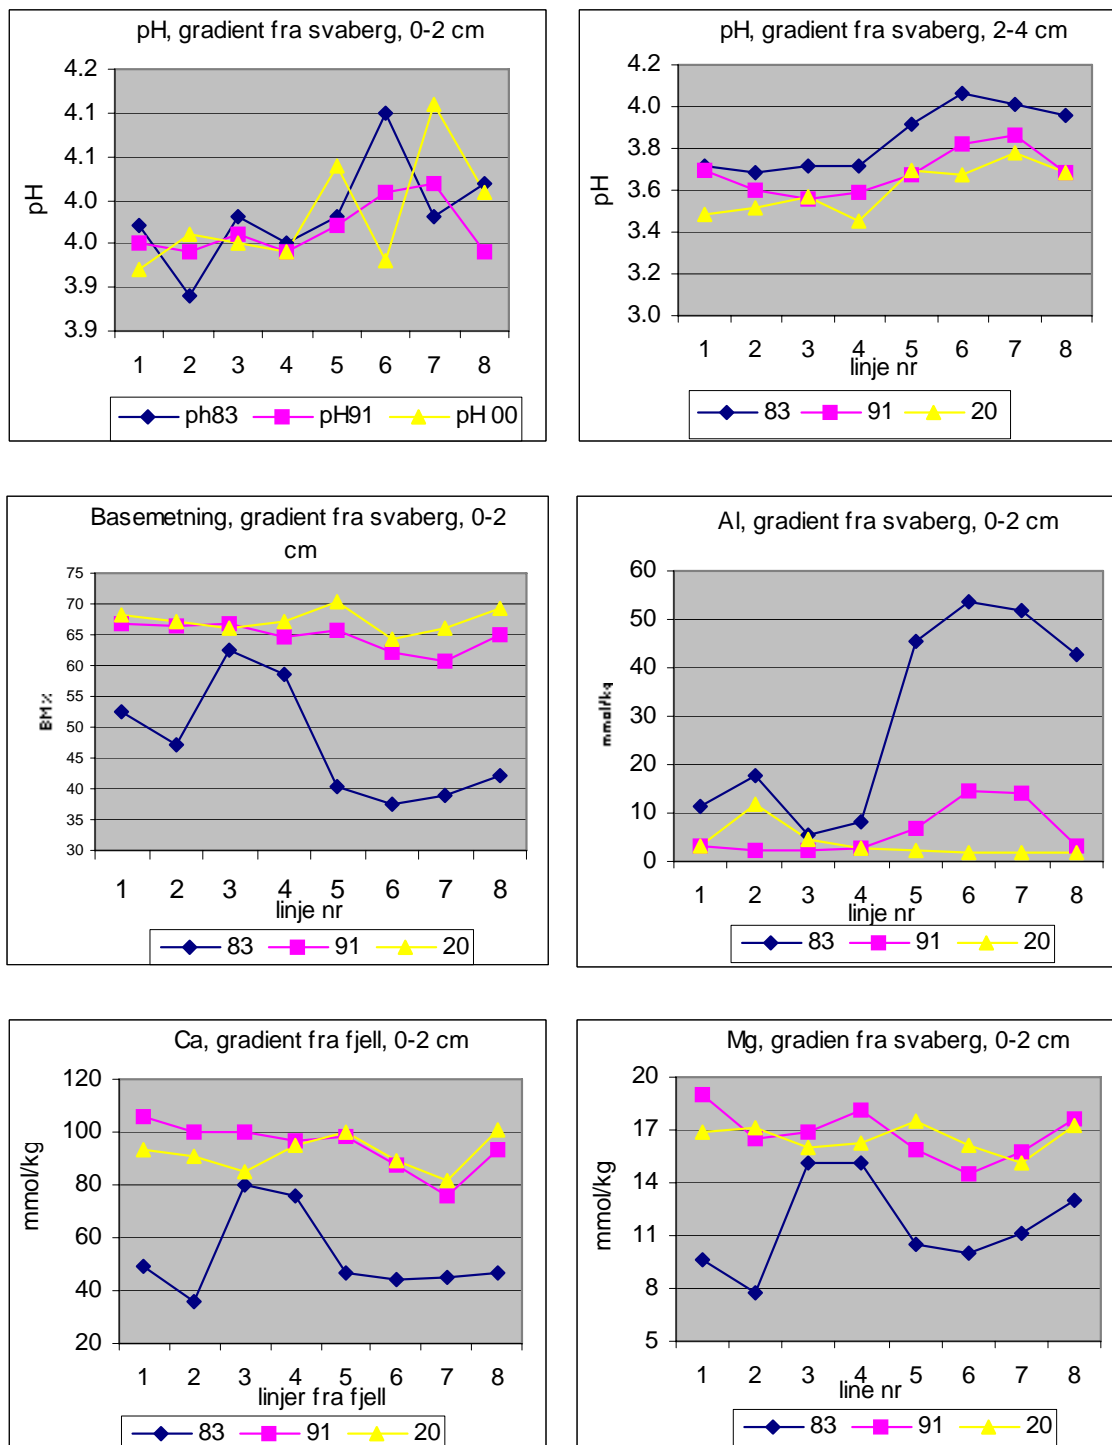 pH, gradient fra svaberg, 0-2 cm
4.2
4.1
4.1
4.0
4.0
3.9
3.9
pH
1 2 3 4 5 6 7 8
ph83 pH91 pH 00
pH, gradient fra svaberg, 2-4 cm
4.2
4.0
3.8
3.6
3.4
3.2
3.0
pH
1 2 3 4 5 6 7 8
linje nr
83 91 20
Basemetning, gradient fra svaberg, 0-2
cm
75
70
65
60
55
50
45
40
35
30
BM%
1 2 3 4 5 6 7 8
linje nr
83 91 20
Al, gradient fra svaberg, 0-2 cm
60
50
40
30
20
10
0
mmol/kg
1 2 3 4 5 6 7 8
linje nr
83 91 20
Ca, gradient fra fjell, 0-2 cm
120
100
80
60
40
20
mmol/kg
1 2 3 4 5 6 7 8
linjer fra fjell
83 91 20
Mg, gradien fra svaberg, 0-2 cm
20
17
14
11
8
5
mmol/kg
1 2 3 4 5 6 7 8
line nr
83 91 20